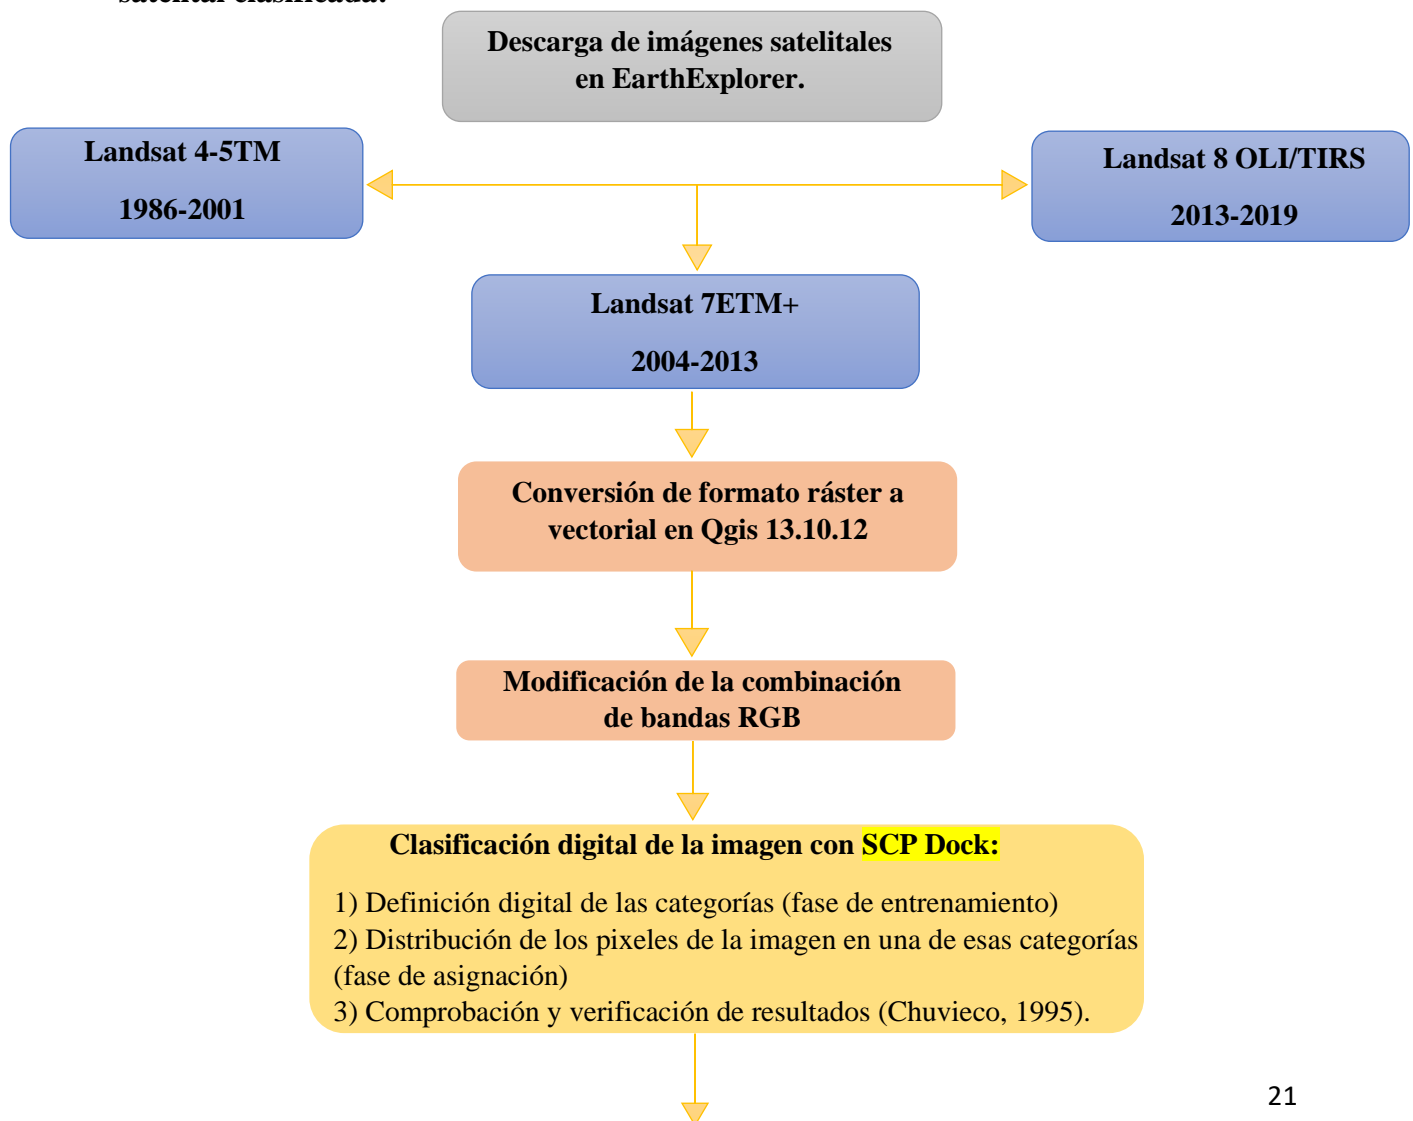 satelital clasificada.
Descarga de imágenes satelitales
en EarthExplorer.
Landsat 4-5TM
1986-2001
Landsat 8 OLI/TIRS
2013-2019
Landsat 7ETM+
2004-2013
Conversión de formato ráster a
vectorial en Qgis 13.10.12
Modificación de la combinación
de bandas RGB
Clasificación digital de la imagen con SCP Dock:
1) Definición digital de las categorías (fase de entrenamiento)
2) Distribución de los pixeles de la imagen en una de esas categorías
(fase de asignación)
3) Comprobación y verificación de resultados (Chuvieco, 1995).
21